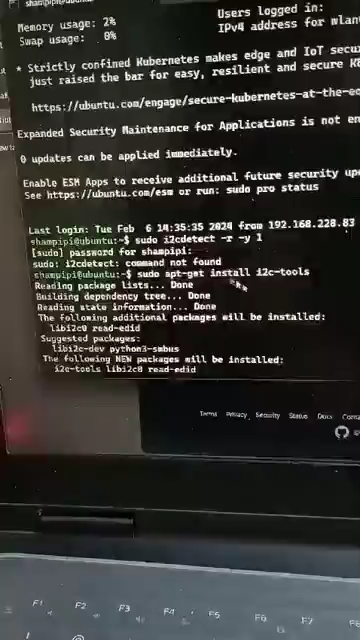 shampipi@
Memory usage: 2%
Users logged in:
Swap usage: 0%
IPv4 address for wlan
* Strictly confined Kubernetes makes edge and IoT secu
just raised the bar for easy, resilient and secure K8
https://ubuntu.com/engage/secure-kubernetes-at-the-ed
Expanded Security Maintenance for Applications is not en
0 updates can be applied immediately.
Enable ESM Apps to receive additional future security up
See https://ubuntu.com/esm or run: sudo pro status
Last login: Tue Feb 6 14:35:35 2024 from 192.168.228.83
shampipi@ubuntu:~$ sudo i2cdetect -r -y 1
[sudo] password for shampipi:
sudo: i2cdetect: command not found
shampipi@ubuntu:~$ sudo apt-get install i2c-tools
Reading package lists... Done
Building dependency tree... Done
Reading state information... Done
The following additional packages will be installed:
libi2c0 read-edid
Suggested packages:
libi2c-dev python3-smbus
The following NEW packages will be installed:
i2c-tools libi2c0 read-edid
Terms Privacy Security Status Docs Conta
F1 F2 F3 F4 F5 F6 F7 F8